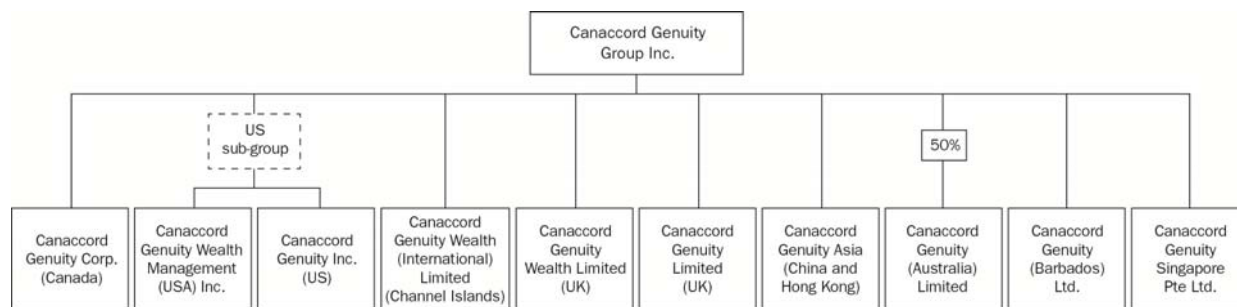 Canaccord Genuity
Group Inc.
US
sub-group
50%
Canaccord
Genuity Corp.
(Canada)
Canaccord
Genuity Wealth
Management
(USA) Inc.
Canaccord
Genuity Inc.
(US)
Canaccord
Genuity Wealth
(International)
Limited
(Channel Islands)
Canaccord
Genuity
Wealth Limited
(UK)
Canaccord
Genuity
Limited
(UK)
Canaccord
Genuity Asia
(China and
Hong Kong)
Canaccord
Genuity
(Australia)
Limited
Canaccord
Genuity
(Barbados)
Ltd.
Canaccord
Genuity
Singapore
Pte Ltd.